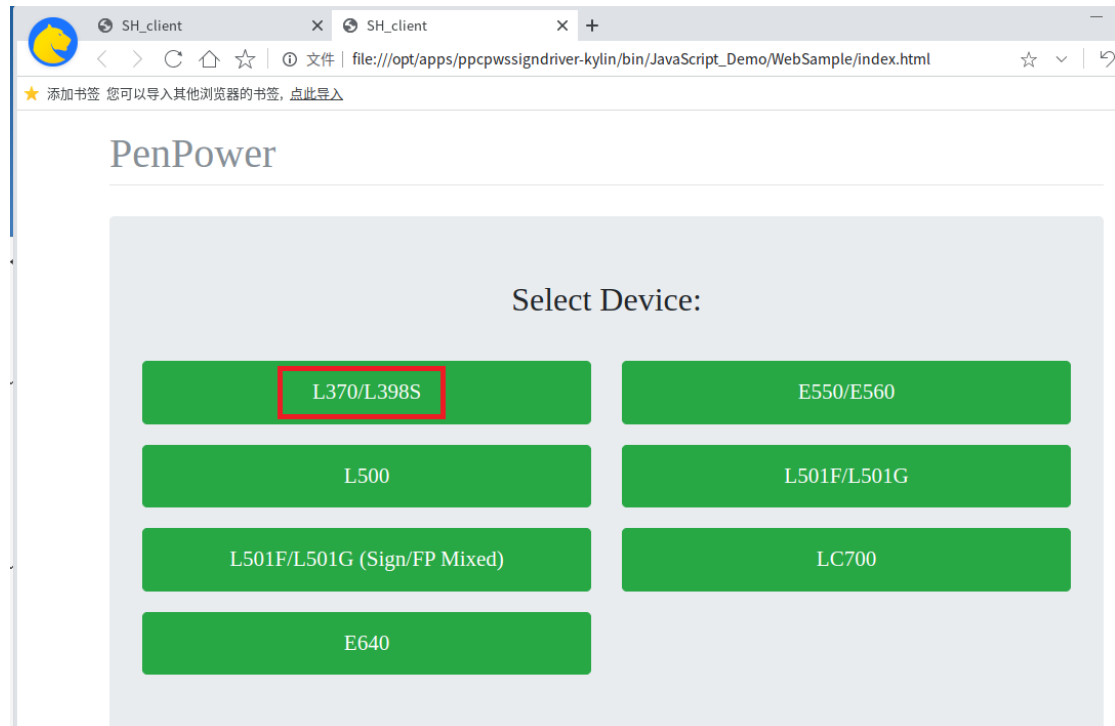 SH_client SH_client
文件 file:///opt/apps/ppcpwssigndriver-kylin/bin/JavaScript_Demo/WebSample/index.html
添加书签 您可以导入其他浏览器的书签, 点此导入
PenPower
Select Device:
L370/L398S E550/E560
L500 L501F/L501G
L501F/L501G (Sign/FP Mixed) LC700
E640